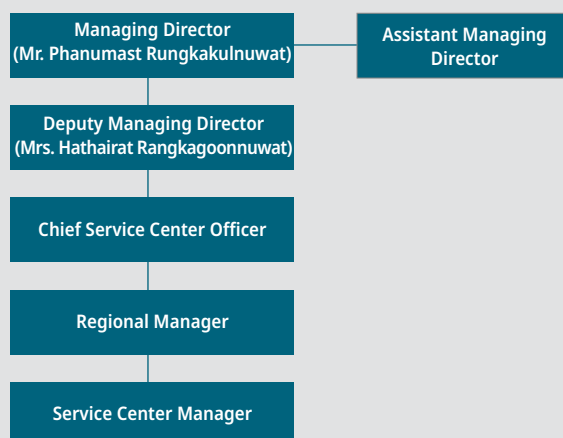 Managing Director
(Mr. Phanumast Rungkakulnuwat)
Assistant Managing
Director
Deputy Managing Director
(Mrs. Hathairat Rangkagoonnuwat)
Chief Service Center Officer
Regional Manager
Service Center Manager